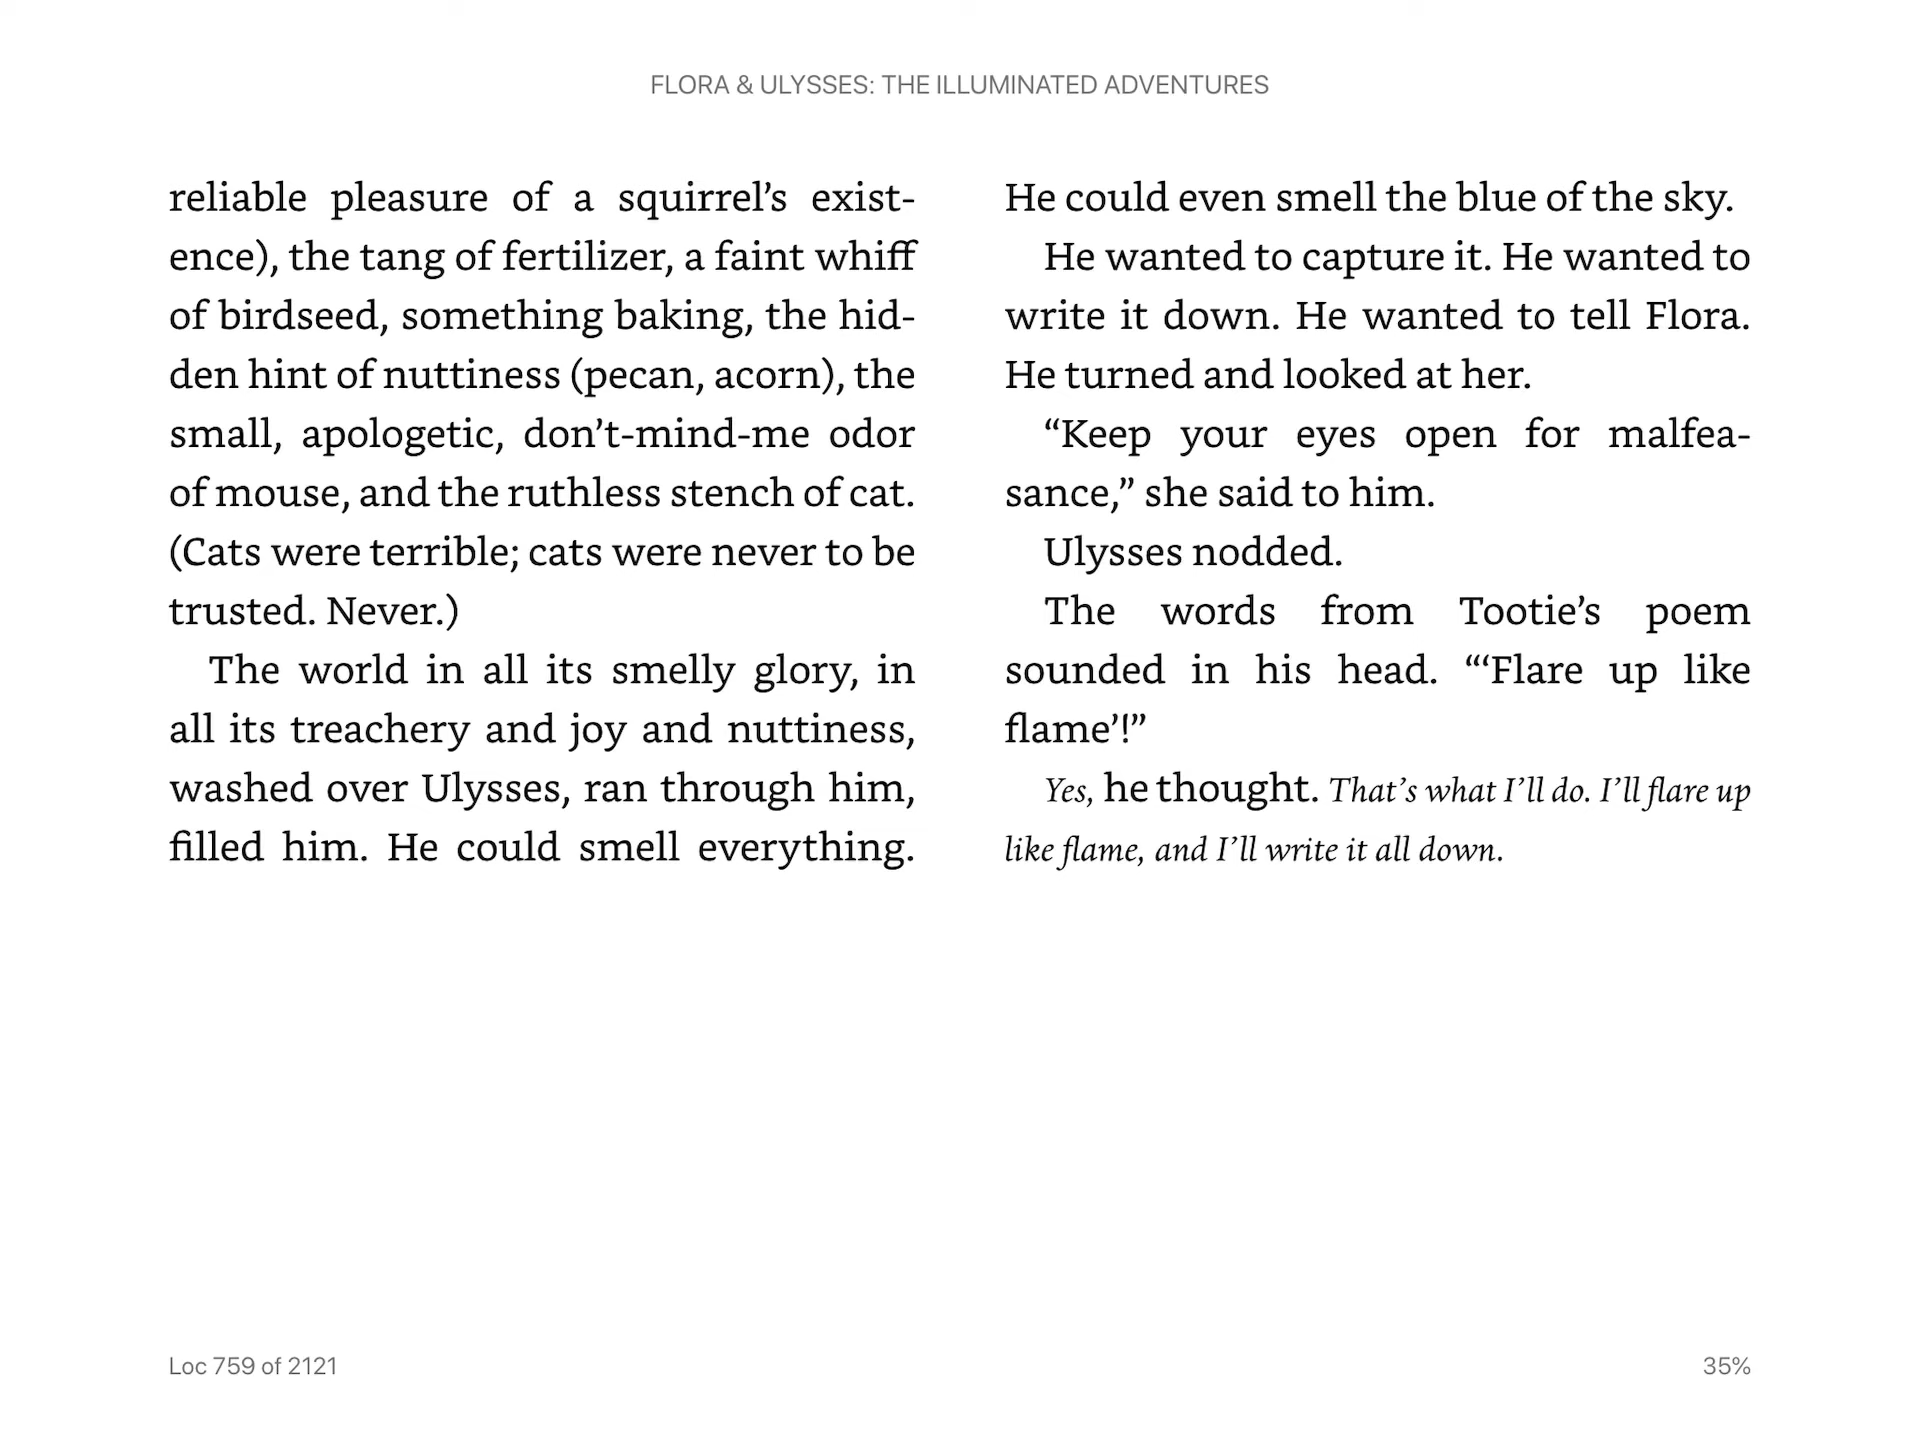 FLORA & ULYSSES: THE ILLUMINATED ADVENTURES
reliable pleasure of a squirrel’s exist-
ence), the tang of fertilizer, a faint whiff
of birdseed, something baking, the hid-
den hint of nuttiness (pecan, acorn), the
small, apologetic, don’t-mind-me odor
of mouse, and the ruthless stench of cat.
(Cats were terrible; cats were never to be
trusted. Never.)
The world in all its smelly glory, in
all its treachery and joy and nuttiness,
washed over Ulysses, ran through him,
filled him. He could smell everything.
He could even smell the blue of the sky.
He wanted to capture it. He wanted to
write it down. He wanted to tell Flora.
He turned and looked at her.
“Keep your eyes open for malfea-
sance,” she said to him.
Ulysses nodded.
The words from Tootie’s poem
sounded in his head. “‘Flare up like
flame’!”
Yes, he thought. That’s what I’ll do. I’ll flare up
like flame, and I’ll write it all down.
Loc 759 of 2121
35%